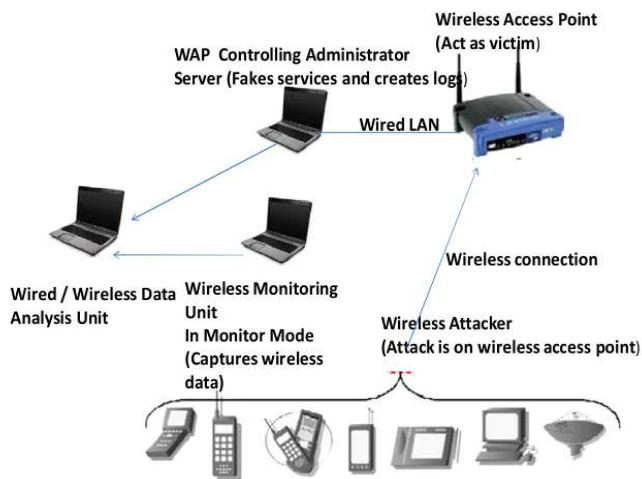 Wireless Access Point
(Act as victim)
WAP Controlling Administrator
Server (Fakes services and creates logs)
Wired LAN
Wireless connection
Wired / Wireless Data
Analysis Unit
Wireless Monitoring
Unit
In Monitor Mode
(Captures wireless
data)
Wireless Attacker
(Attack is on wireless access point)